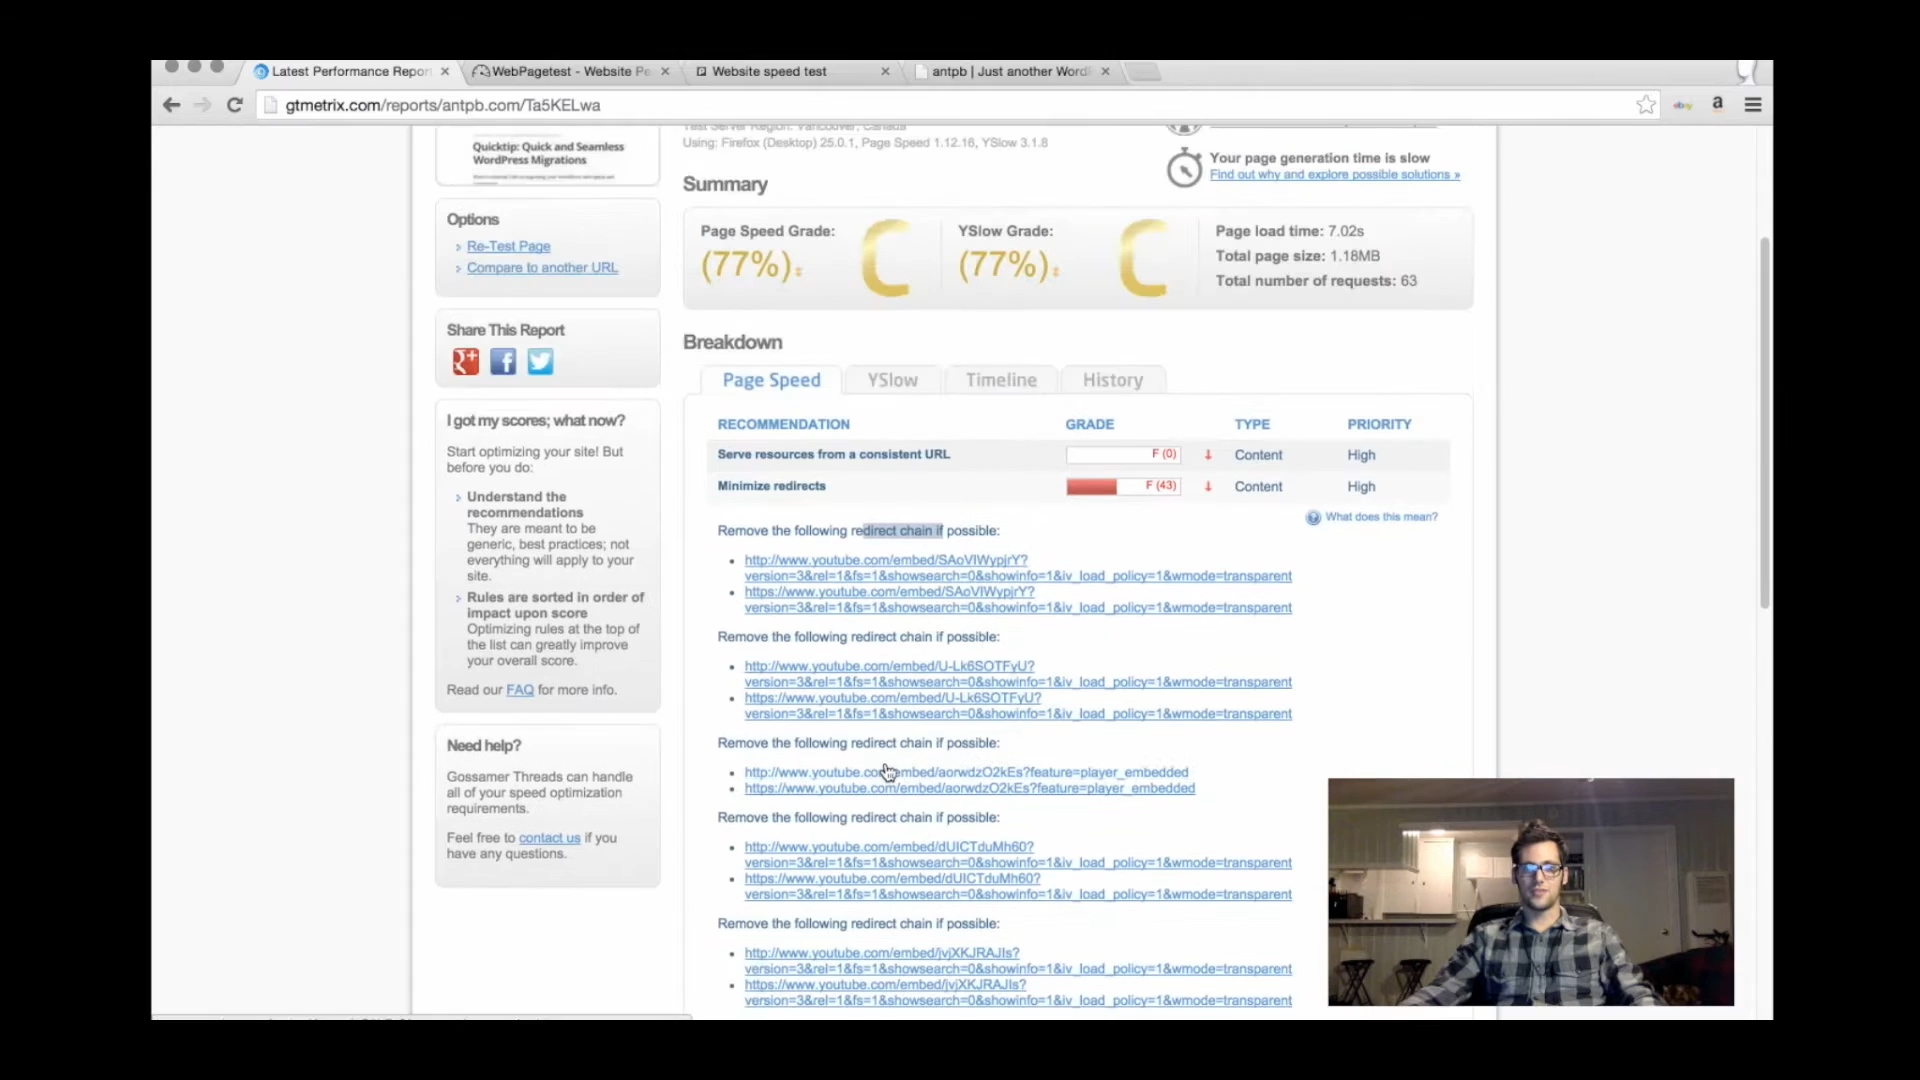 Latest Performance Repor
WebPagetest - Website Pe
Website speed test
antpb | Just another Word
gtmetrix.com/reports/antpb.com/Ta5KELwa
ebay
a
Quicktip: Quick and Seamless
WordPress Migrations
Options
Re-Test Page
Compare to another URL
Share This Report
I got my scores; what now?
Start optimizing your site! But
before you do:
Understand the
recommendations
They are meant to be
generic, best practices; not
everything will apply to your
site.
Rules are sorted in order of
impact upon score
Optimizing rules at the top of
the list can greatly improve
your overall score.
Read our FAQ for more info.
Need help?
Gossamer Threads can handle
all of your speed optimization
requirements.
Feel free to contact us if you
have any questions.
Test Server Region: Vancouver, Canada
Using: Firefox (Desktop) 25.0.1, Page Speed 1.12.16, YSlow 3.1.8
Your page generation time is slow
Find out why and explore possible solutions »
Summary
Page Speed Grade:
(77%) C
YSlow Grade:
(77%) C
Page load time: 7.02s
Total page size: 1.18MB
Total number of requests: 63
Breakdown
Page Speed YSlow Timeline History
RECOMMENDATION GRADE TYPE PRIORITY
Serve resources from a consistent URL F (0) Content High
Minimize redirects F (43) Content High
What does this mean?
Remove the following redirect chain if possible:
http://www.youtube.com/embed/SAoVIWypjrY?
version=3&rel=1&fs=1&showsearch=0&showinfo=1&iv_load_policy=1&wmode=transparent
https://www.youtube.com/embed/SAoVIWypjrY?
version=3&rel=1&fs=1&showsearch=0&showinfo=1&iv_load_policy=1&wmode=transparent
Remove the following redirect chain if possible:
http://www.youtube.com/embed/U-Lk6SOTFyU?
version=3&rel=1&fs=1&showsearch=0&showinfo=1&iv_load_policy=1&wmode=transparent
https://www.youtube.com/embed/U-Lk6SOTFyU?
version=3&rel=1&fs=1&showsearch=0&showinfo=1&iv_load_policy=1&wmode=transparent
Remove the following redirect chain if possible:
http://www.youtube.com/embed/aorwdzO2kEs?feature=player_embedded
https://www.youtube.com/embed/aorwdzO2kEs?feature=player_embedded
Remove the following redirect chain if possible:
http://www.youtube.com/embed/dUICTduMh60?
version=3&rel=1&fs=1&showsearch=0&showinfo=1&iv_load_policy=1&wmode=transparent
https://www.youtube.com/embed/dUICTduMh60?
version=3&rel=1&fs=1&showsearch=0&showinfo=1&iv_load_policy=1&wmode=transparent
Remove the following redirect chain if possible:
http://www.youtube.com/embed/jvjXKJRAJIs?
version=3&rel=1&fs=1&showsearch=0&showinfo=1&iv_load_policy=1&wmode=transparent
https://www.youtube.com/embed/jvjXKJRAJIs?
version=3&rel=1&fs=1&showsearch=0&showinfo=1&iv_load_policy=1&wmode=transparent